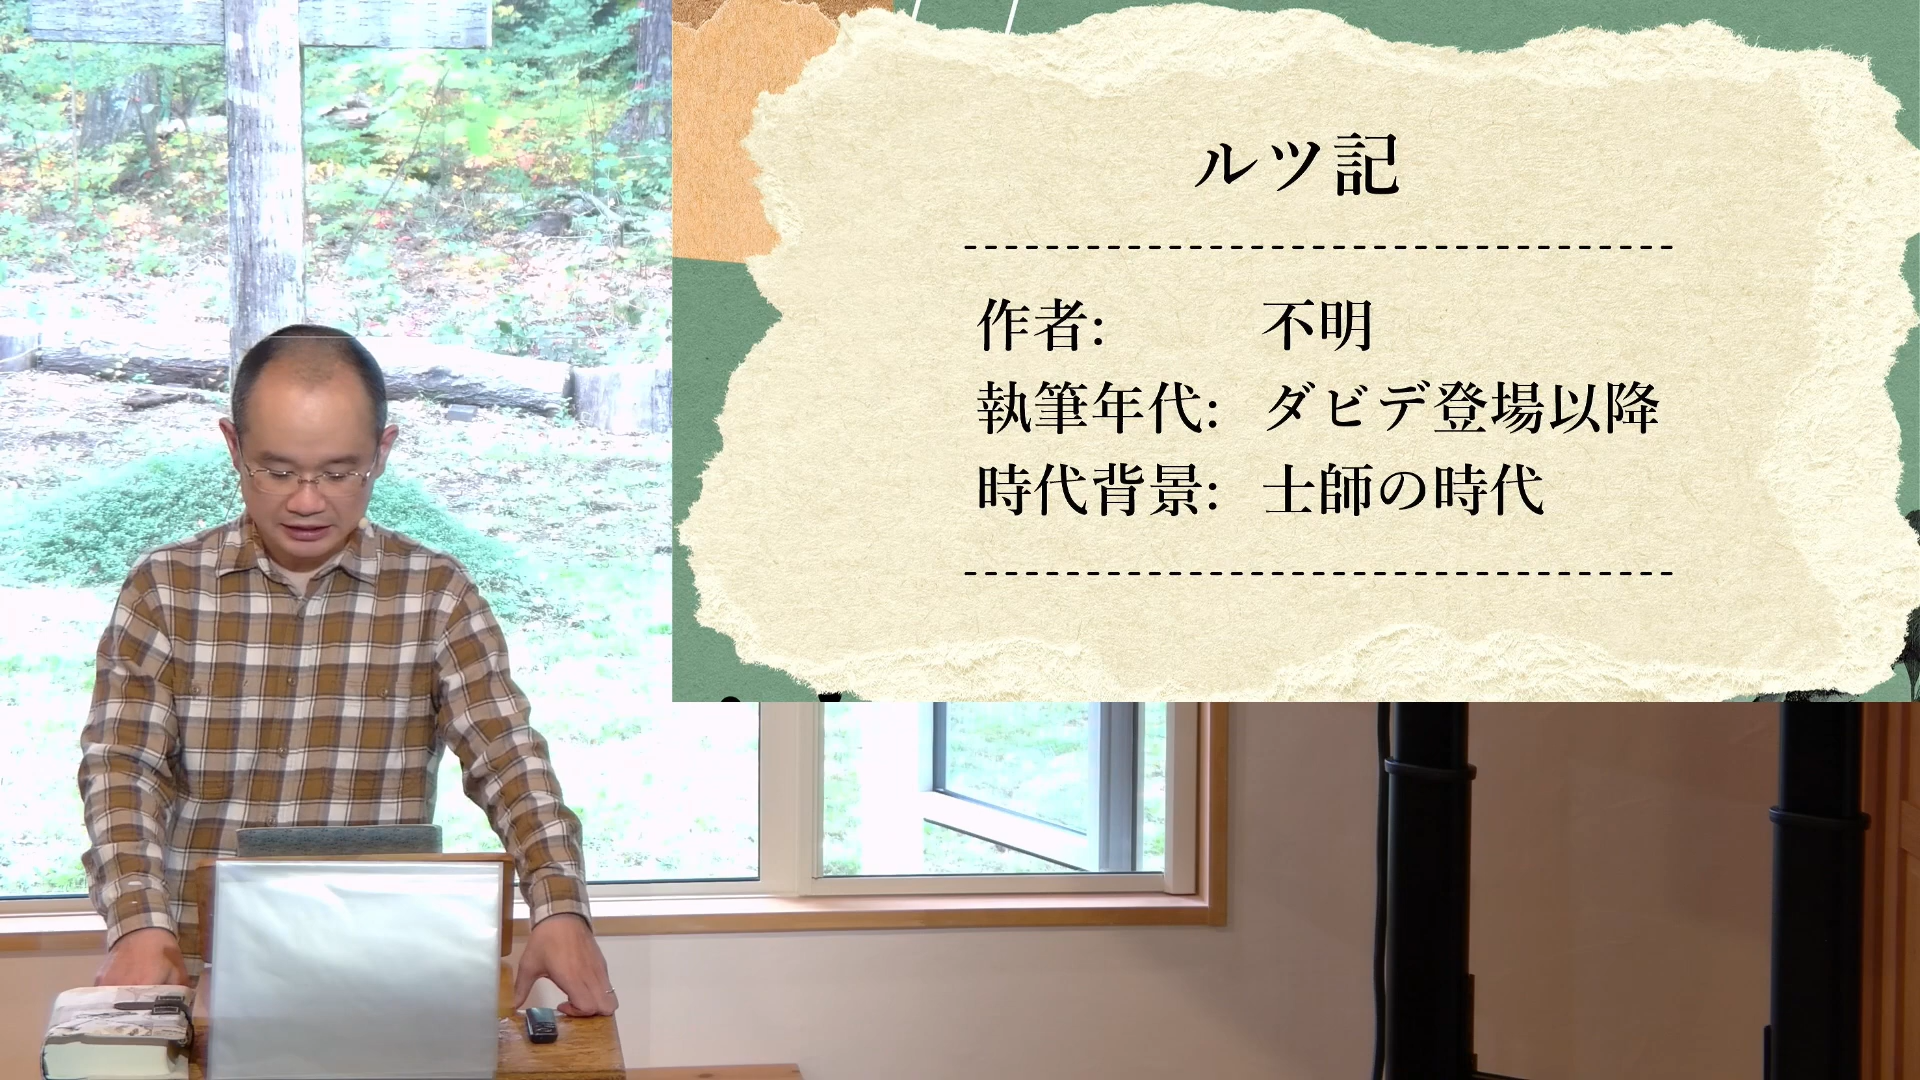 ルツ記
作者: 不明
執筆年代: ダビデ登場以降
時代背景: 士師の時代